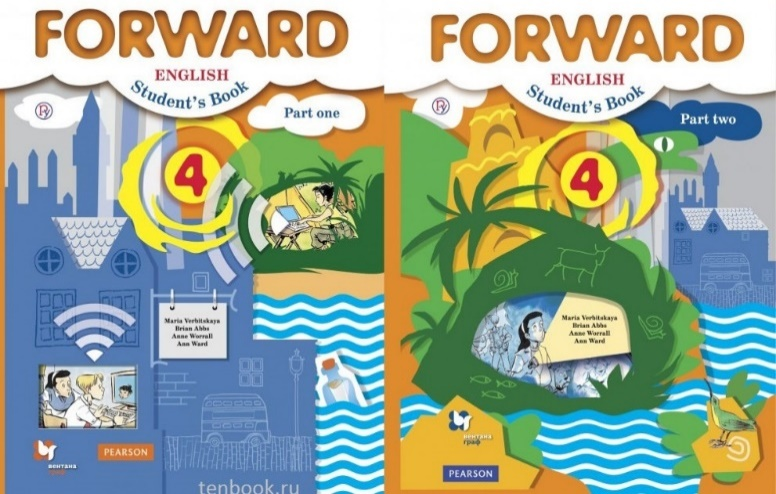 FORWARD
ENGLISH
Student's Book
Part one
4
Maria Verbitskaya
Brian Abbs
Anne Worrall
Ann Ward
вентана
граф
PEARSON
tenbook.ru
FORWARD
ENGLISH
Student's Book
Part two
4
Maria Verbitskaya
Brian Abbs
Anne Worrall
Ann Ward
вентана
граф
PEARSON